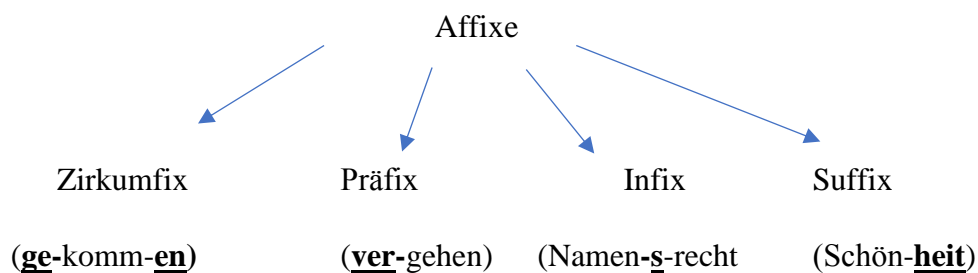 Affixe
Zirkumfix Präfix Infix Suffix
(ge-komm-en) (ver-gehen) (Namen-s-recht (Schön-heit)